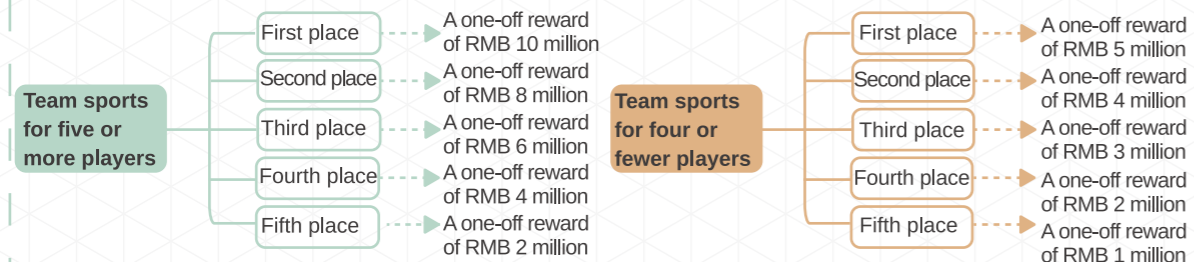 Team sports
for five or
more players
First place
A one-off reward
of RMB 10 million
Second place
A one-off reward
of RMB 8 million
Third place
A one-off reward
of RMB 6 million
Fourth place
A one-off reward
of RMB 4 million
Fifth place
A one-off reward
of RMB 2 million
Team sports
for four or
fewer players
First place
A one-off reward
of RMB 5 million
Second place
A one-off reward
of RMB 4 million
Third place
A one-off reward
of RMB 3 million
Fourth place
A one-off reward
of RMB 2 million
Fifth place
A one-off reward
of RMB 1 million